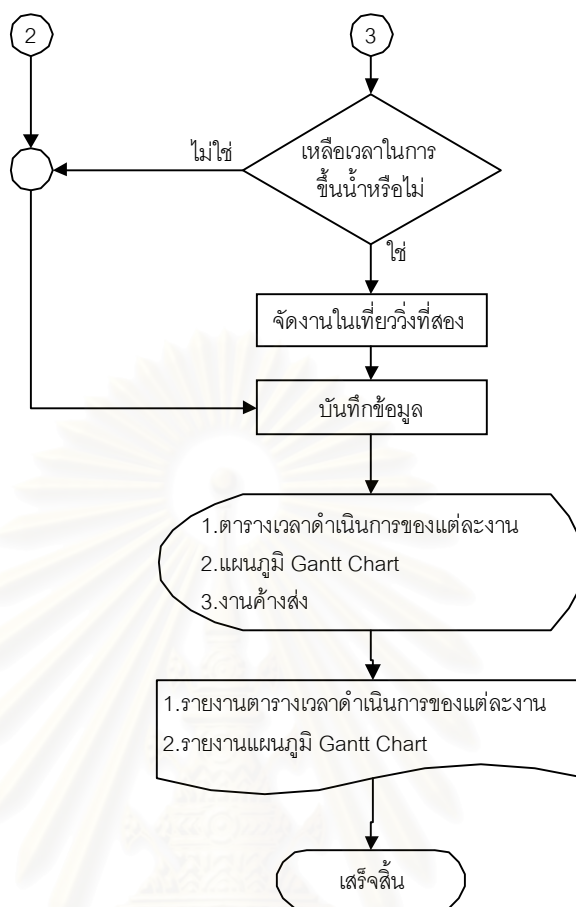 2
3
เหลือเวลาในการ
ขึ้นน้ำหรือไม่
ไม่ใช่
ใช่
จัดงานในเที่ยววิ่งที่สอง
บันทึกข้อมูล
1.ตารางเวลาดำเนินการของแต่ละงาน
2.แผนภูมิ Gantt Chart
3.งานค้างส่ง
1.รายงานตารางเวลาดำเนินการของแต่ละงาน
2.รายงานแผนภูมิ Gantt Chart
เสร็จสิ้น